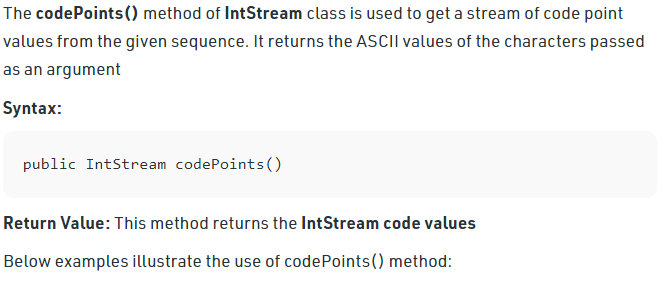 The codePoints() method of IntStream class is used to get a stream of code point
values from the given sequence. It returns the ASCII values of the characters passed
as an argument
Syntax:
public IntStream codePoints()
Return Value: This method returns the IntStream code values
Below examples illustrate the use of codePoints() method: